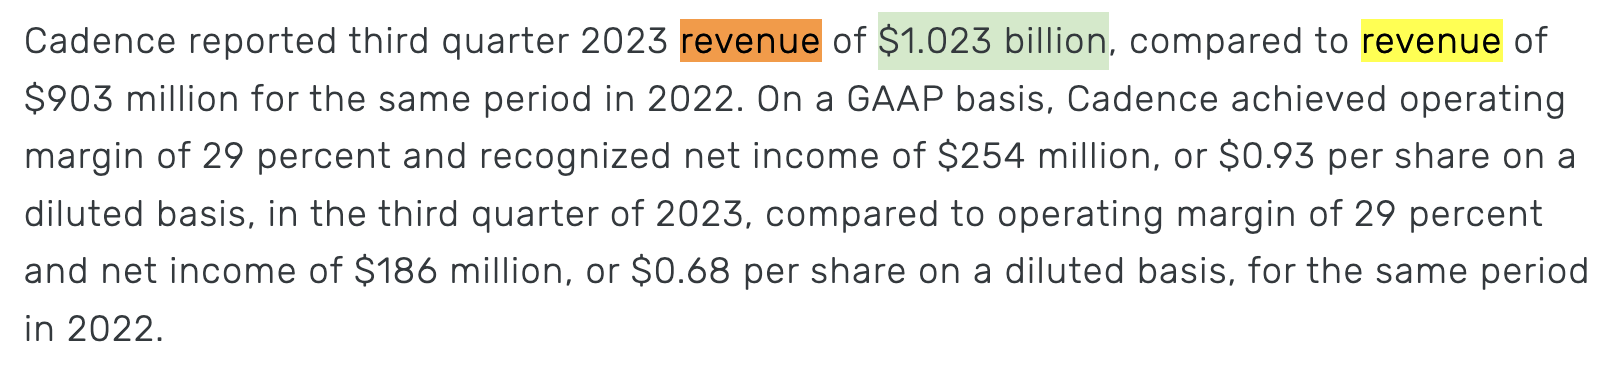 Cadence reported third quarter 2023 revenue of $1.023 billion, compared to revenue of
$903 million for the same period in 2022. On a GAAP basis, Cadence achieved operating
margin of 29 percent and recognized net income of $254 million, or $0.93 per share on a
diluted basis, in the third quarter of 2023, compared to operating margin of 29 percent
and net income of $186 million, or $0.68 per share on a diluted basis, for the same period
in 2022.